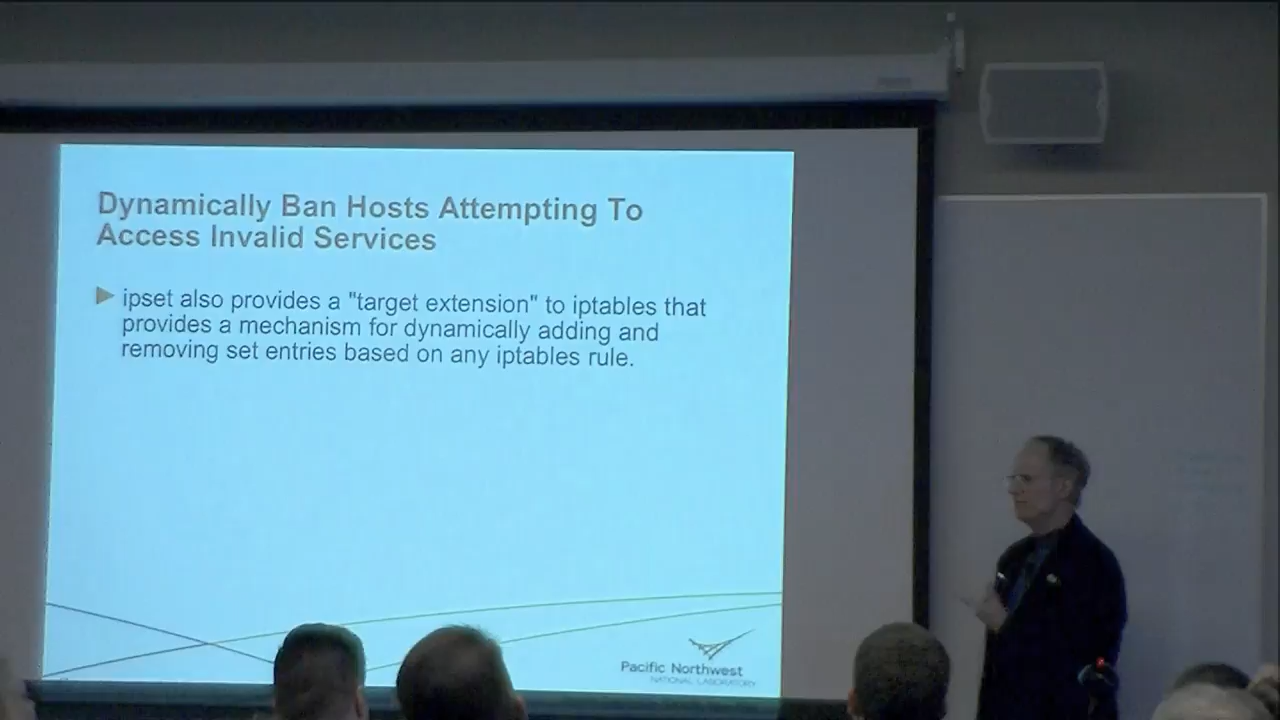 Dynamically Ban Hosts Attempting To
Access Invalid Services
ipset also provides a "target extension" to iptables that
provides a mechanism for dynamically adding and
removing set entries based on any iptables rule.
Pacific Northwest
NATIONAL LABORATORY